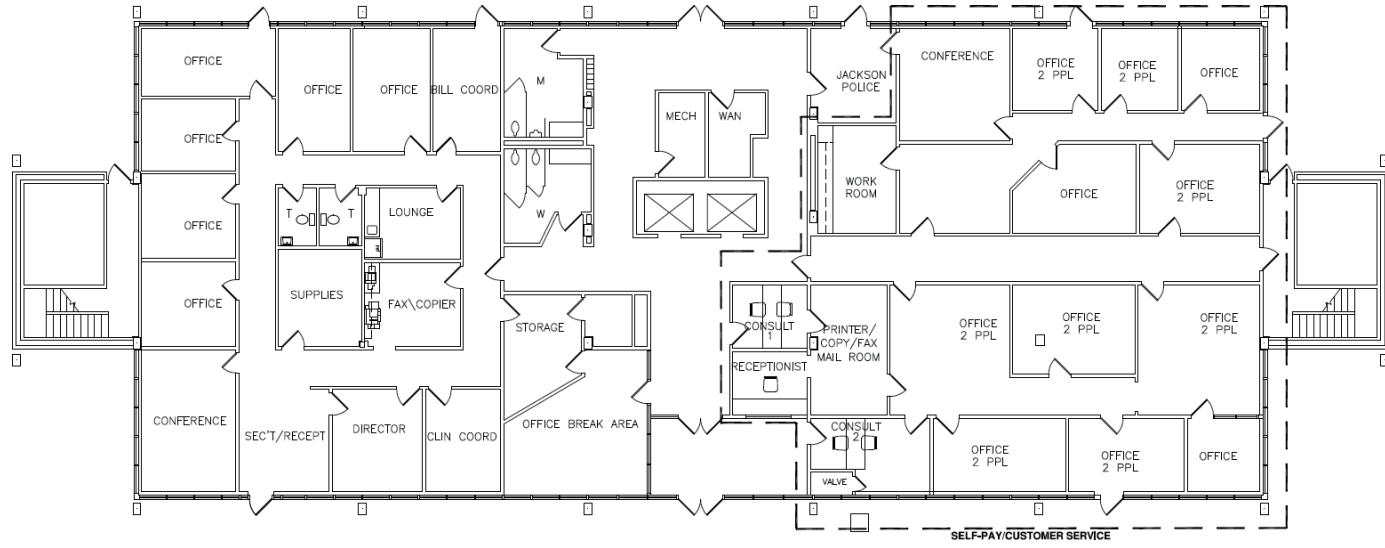 OFFICE
OFFICE
OFFICE
BILL COORD
M
MECH
WAN
JACKSON
POLICE
CONFERENCE
OFFICE
2 PPL
OFFICE
2 PPL
OFFICE
OFFICE
OFFICE
T
T
LOUNGE
W
WORK
ROOM
OFFICE
OFFICE
2 PPL
OFFICE
SUPPLIES
FAX\COPIER
STORAGE
CONSULT
1
PRINTER/
COPY/FAX
MAIL ROOM
OFFICE
2 PPL
OFFICE
2 PPL
OFFICE
2 PPL
RECEPTIONIST
CONFERENCE
SEC'T/RECEPT
DIRECTOR
CLIN COORD
OFFICE BREAK AREA
CONSULT
2
VALVE
OFFICE
2 PPL
OFFICE
2 PPL
OFFICE
SELF-PAY/CUSTOMER SERVICE